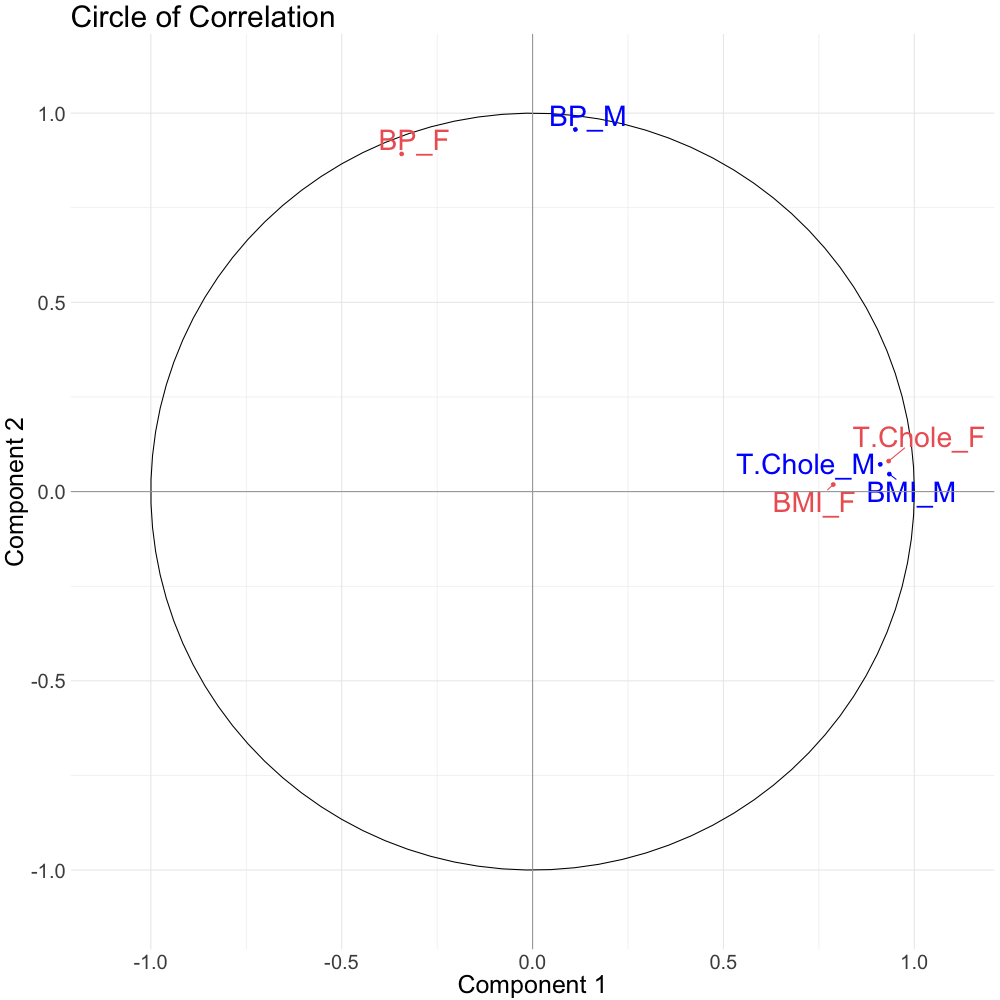 Circle of Correlation
1.0
BP_M
BP_F
0.5
T.Chole_F
T.Chole_M
0.0
BMI_M
BMI_F
-0.5
-1.0
Component 2
-1.0
-0.5
0.0
0.5
1.0
Component 1